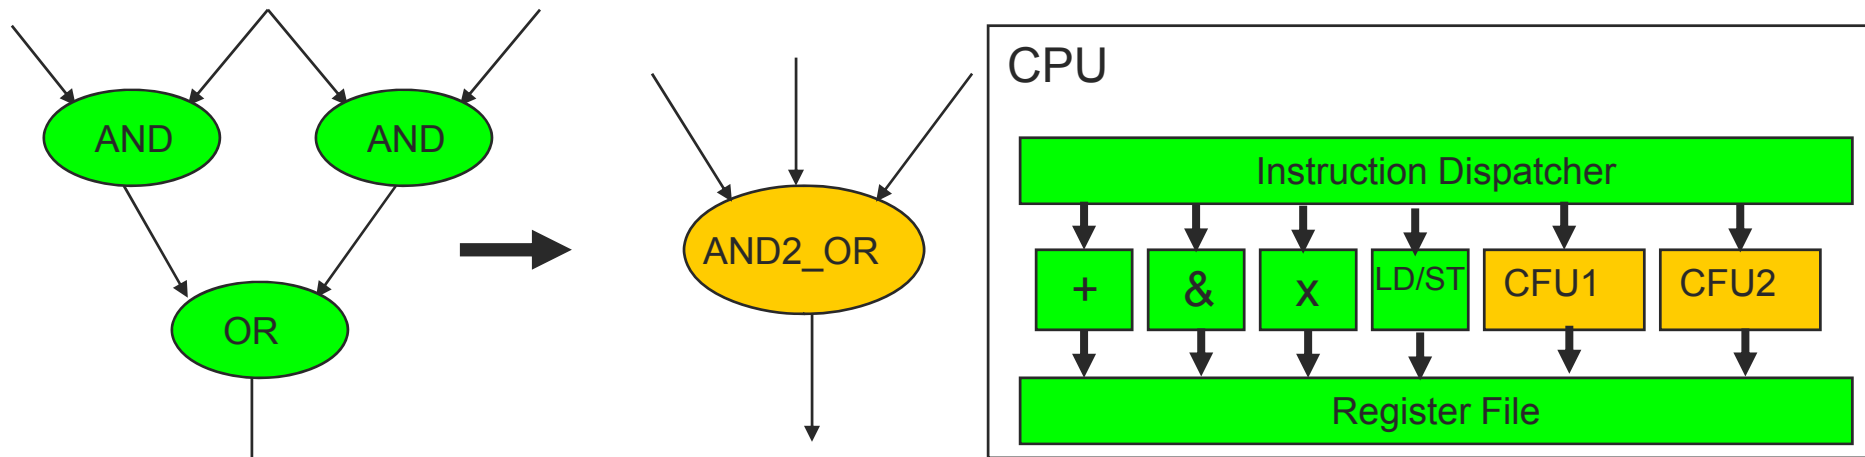 AND
AND
OR
AND2_OR
CPU
Instruction Dispatcher
+
&
x
LD/ST
CFU1
CFU2
Register File